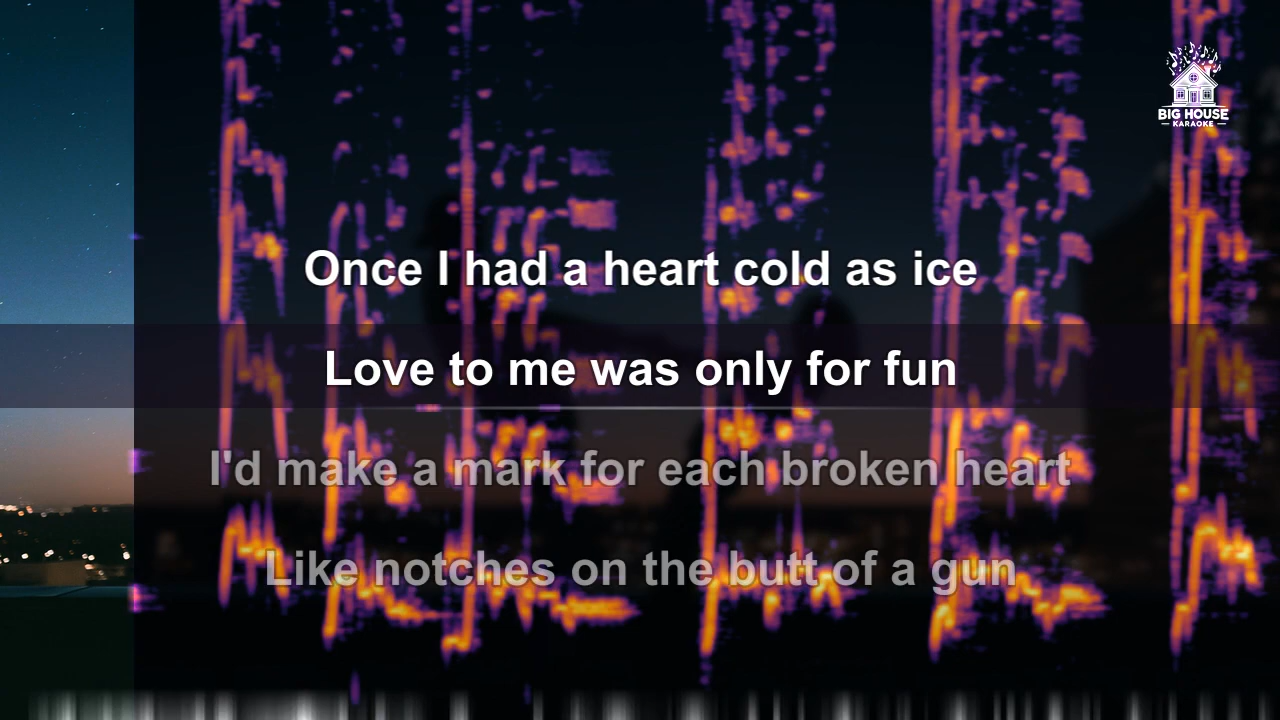 BIG HOUSE
KARAOKE
Once I had a heart cold as ice
Love to me was only for fun
I'd make a mark for each broken heart
Like notches on the butt of a gun